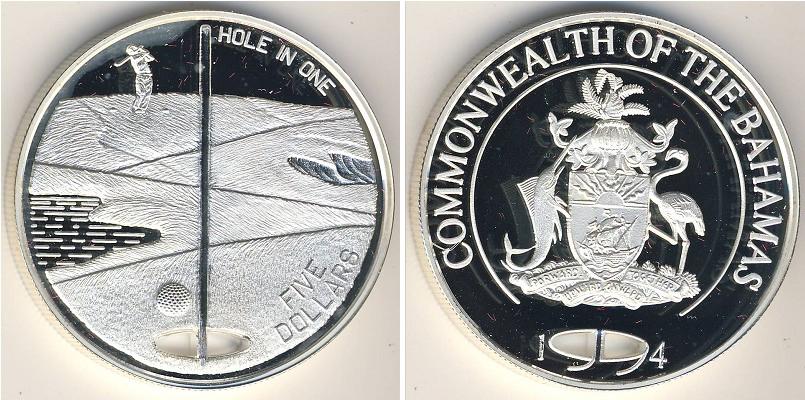 HOLE IN ONE
FIVE
DOLLARS
COMMONWEALTH OF THE BAHAMAS
FORWARD UPWARD ONWARD TOGETHER
1994